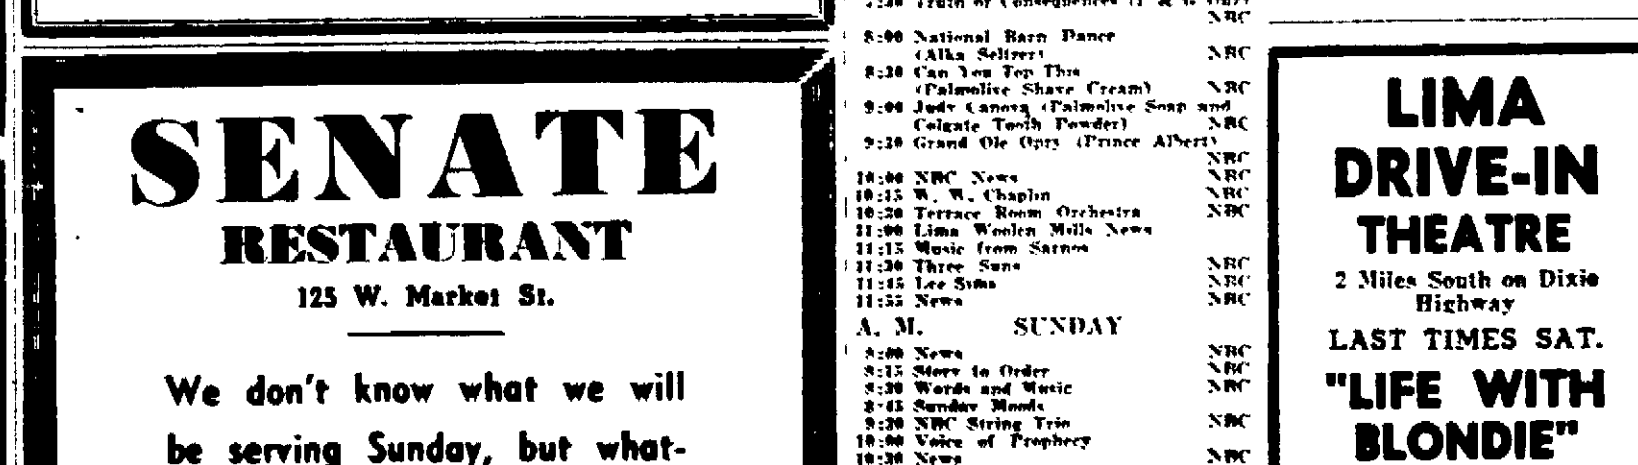 SENATE
RESTAURANT
125 W. Market St.
We don't know what we will
be serving Sunday, but what-
7:30 Truth or Consequences
NBC
8:00 National Barn Dance
(Alka Seltzer) NBC
8:30 Can You Top This
(Palmolive Shave Cream) NBC
9:00 Judy Canova (Palmolive Soap and
Colgate Tooth Powder) NBC
9:30 Grand Ole Opry (Prince Albert)
NBC
10:00 NBC News NBC
10:15 W. W. Chaplin NBC
10:30 Terrace Room Orchestra NBC
11:00 Lima Woolen Mills News
11:15 Music from Sarnos
11:30 Three Suns NBC
11:45 Lee Sims NBC
11:55 News NBC
A. M. SUNDAY
8:00 News NBC
8:15 Story to Order NBC
8:30 Words and Music NBC
8:45 Sunday Moods
9:30 NBC String Trio NBC
10:00 Voice of Prophecy
10:30 News NBC
LIMA
DRIVE-IN
THEATRE
2 Miles South on Dixie
Highway
LAST TIMES SAT.
"LIFE WITH
BLONDIE"